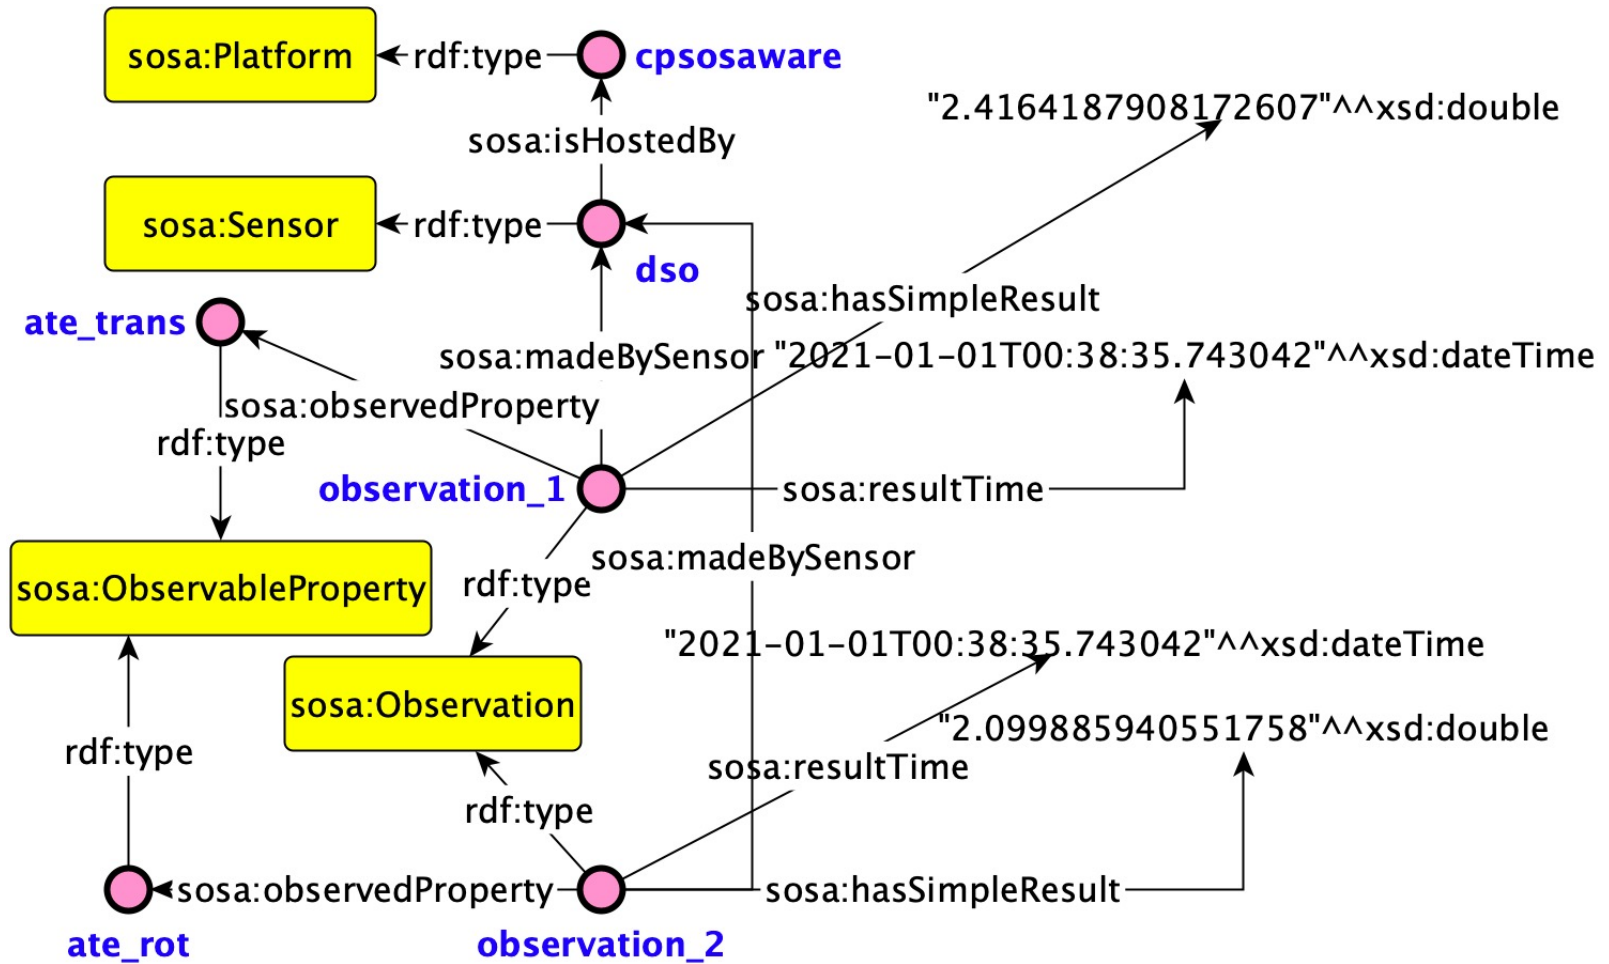 sosa:Platform
rdf:type
cpsosaware
"2.4164187908172607"^^xsd:double
sosa:isHostedBy
sosa:Sensor
rdf:type
dso
sosa:hasSimpleResult
ate_trans
sosa:madeBySensor
"2021-01-01T00:38:35.743042"^^xsd:dateTime
sosa:observedProperty
rdf:type
observation_1
sosa:resultTime
sosa:madeBySensor
sosa:ObservableProperty
rdf:type
"2021-01-01T00:38:35.743042"^^xsd:dateTime
sosa:Observation
"2.099885940551758"^^xsd:double
rdf:type
sosa:resultTime
rdf:type
sosa:observedProperty
sosa:hasSimpleResult
ate_rot
observation_2